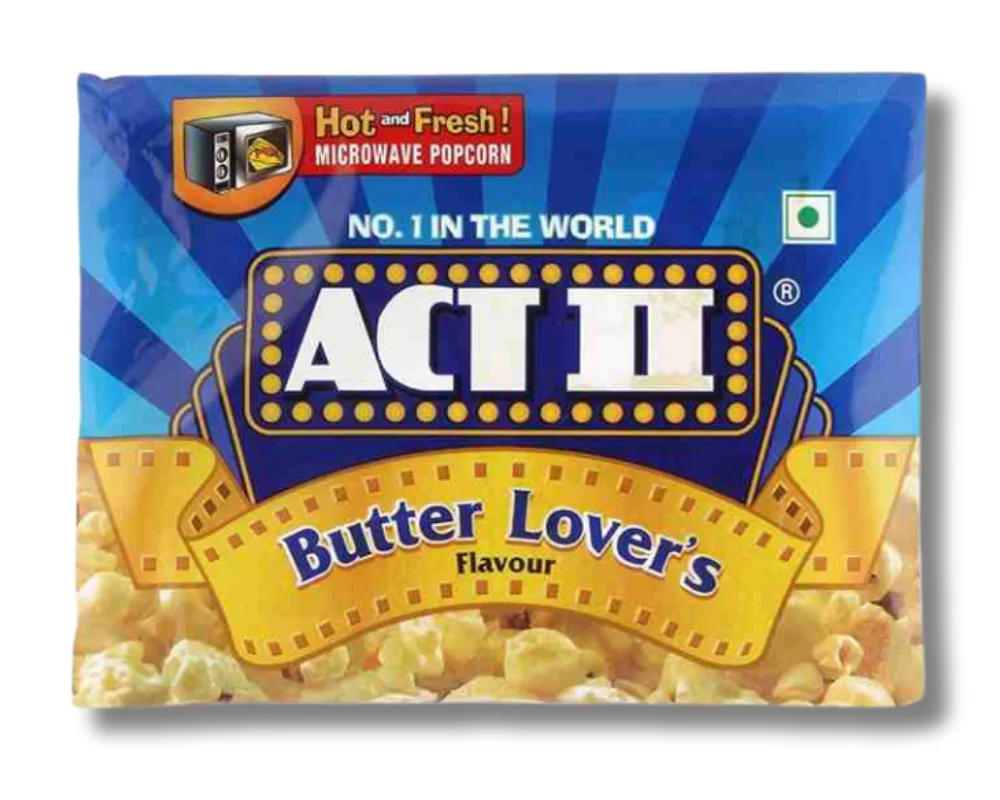 Hot and Fresh!
MICROWAVE POPCORN
NO. 1 IN THE WORLD
ACT II ®
Butter Lover's
Flavour